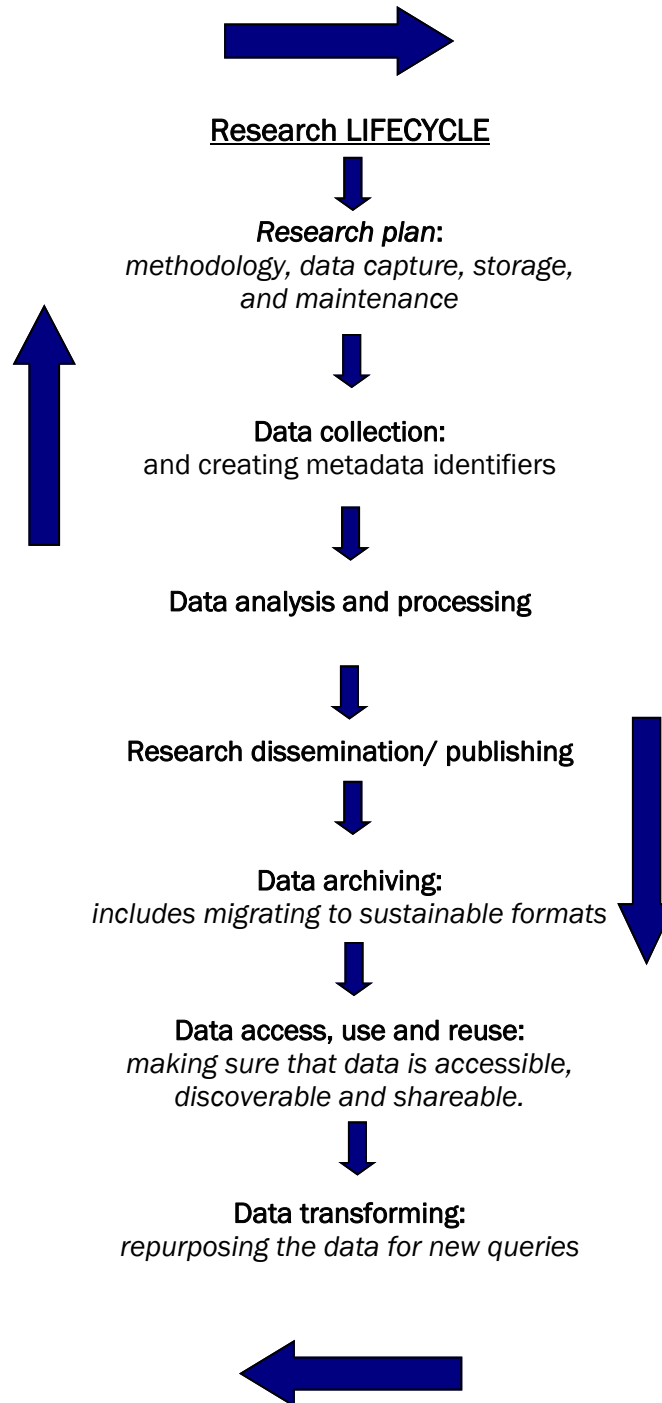 Research LIFECYCLE
Research plan:
methodology, data capture, storage,
and maintenance
Data collection:
and creating metadata identifiers
Data analysis and processing
Research dissemination/ publishing
Data archiving:
includes migrating to sustainable formats
Data access, use and reuse:
making sure that data is accessible,
discoverable and shareable.
Data transforming:
repurposing the data for new queries